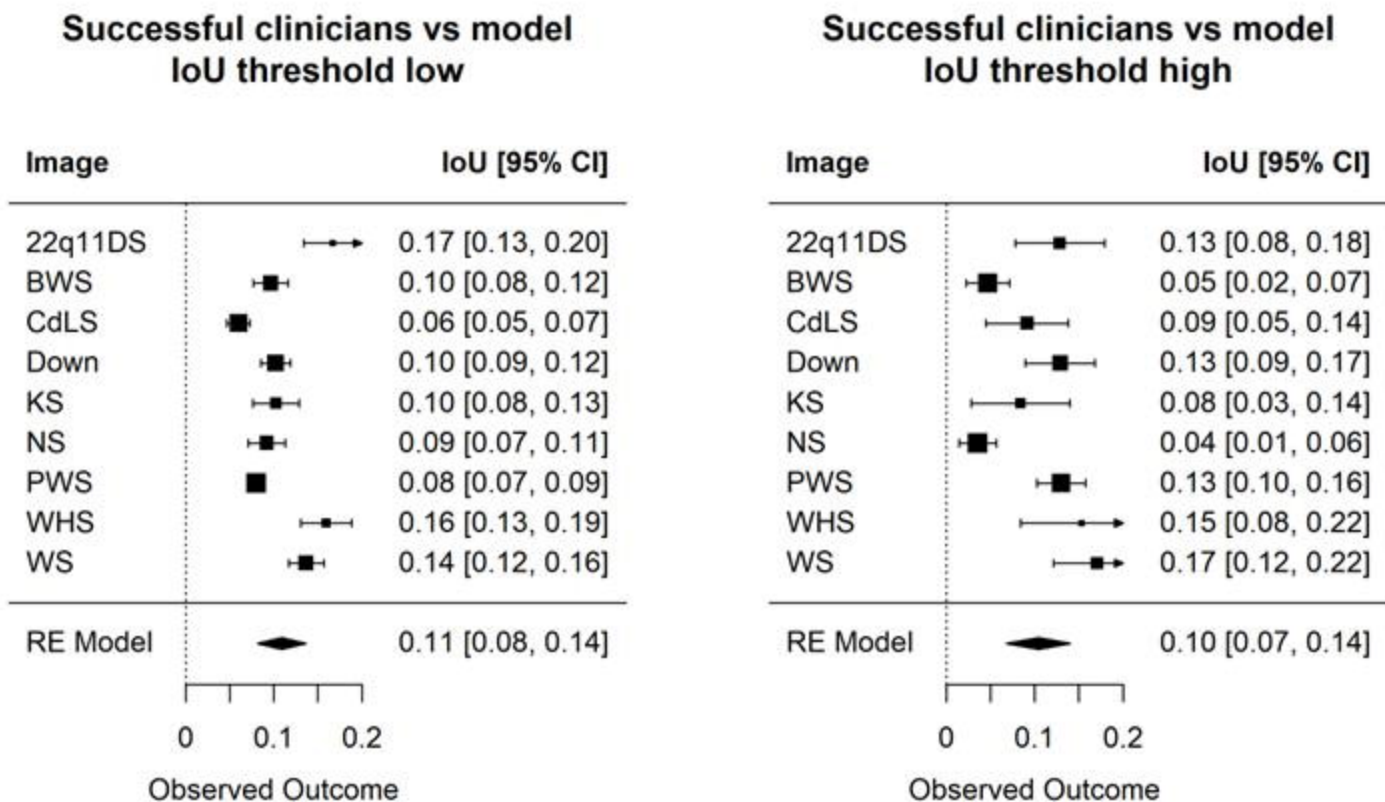 Successful clinicians vs model
IoU threshold low
Image IoU [95% CI]
22q11DS 0.17 [0.13, 0.20]
BWS 0.10 [0.08, 0.12]
CdLS 0.06 [0.05, 0.07]
Down 0.10 [0.09, 0.12]
KS 0.10 [0.08, 0.13]
NS 0.09 [0.07, 0.11]
PWS 0.08 [0.07, 0.09]
WHS 0.16 [0.13, 0.19]
WS 0.14 [0.12, 0.16]
RE Model 0.11 [0.08, 0.14]
0 0.1 0.2
Observed Outcome
Successful clinicians vs model
IoU threshold high
Image IoU [95% CI]
22q11DS 0.13 [0.08, 0.18]
BWS 0.05 [0.02, 0.07]
CdLS 0.09 [0.05, 0.14]
Down 0.13 [0.09, 0.17]
KS 0.08 [0.03, 0.14]
NS 0.04 [0.01, 0.06]
PWS 0.13 [0.10, 0.16]
WHS 0.15 [0.08, 0.22]
WS 0.17 [0.12, 0.22]
RE Model 0.10 [0.07, 0.14]
0 0.1 0.2
Observed Outcome